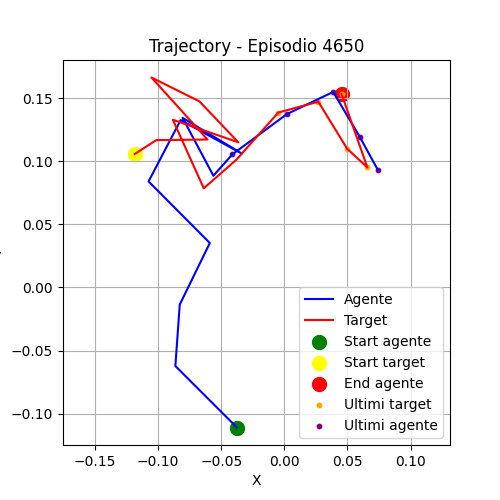 Trajectory - Episodio 4650
0.15
0.10
0.05
0.00
−0.05
−0.10
−0.15
−0.10
−0.05
0.00
0.05
0.10
X
Agente
Target
Start agente
Start target
End agente
Ultimi target
Ultimi agente